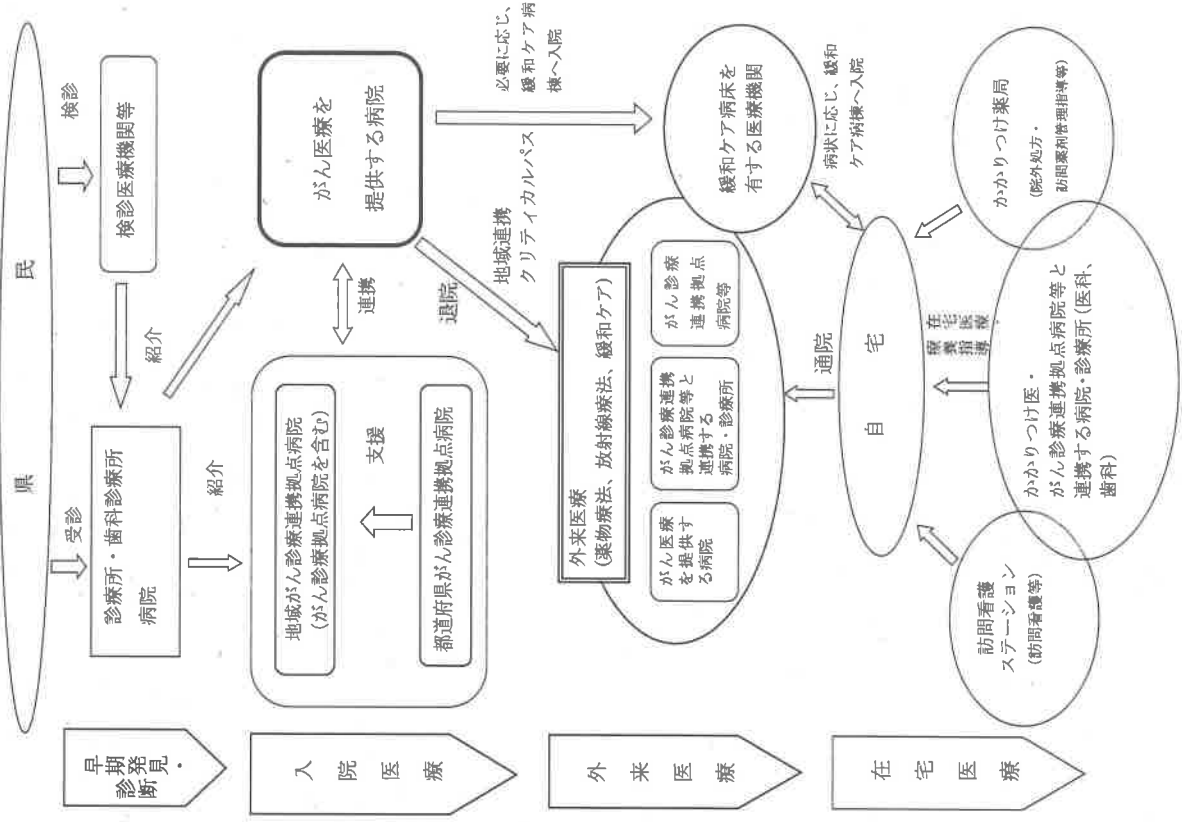 県民
受診
検診
早期発見・
診断
診療所・歯科診療所
病院
紹介
検診医療機関等
紹介
入院医療
地域がん診療連携拠点病院
(がん診療拠点病院を含む)
支援
都道府県がん診療連携拠点病院
連携
がん医療を
提供する病院
退院
地域連携
クリティカルパス
必要に応じ、
緩和ケア病
棟へ入院
外来医療
外来医療
(薬物療法、放射線療法、緩和ケア)
がん医療
を提供す
る病院
がん診療連携
拠点病院等と
連携する
病院・診療所
がん診療
連携拠点
病院等
緩和ケア病床を
有する医療機関
通院
病状に応じ、緩和
ケア病棟へ入院
在宅医療
自宅
在宅医療・
療養指導
訪問看護
ステーション
(訪問看護等)
かかりつけ医・
がん診療連携拠点病院等と
連携する病院・診療所(医科、
歯科)
かかりつけ薬局
(院外処方・
訪問薬剤管理指導等)